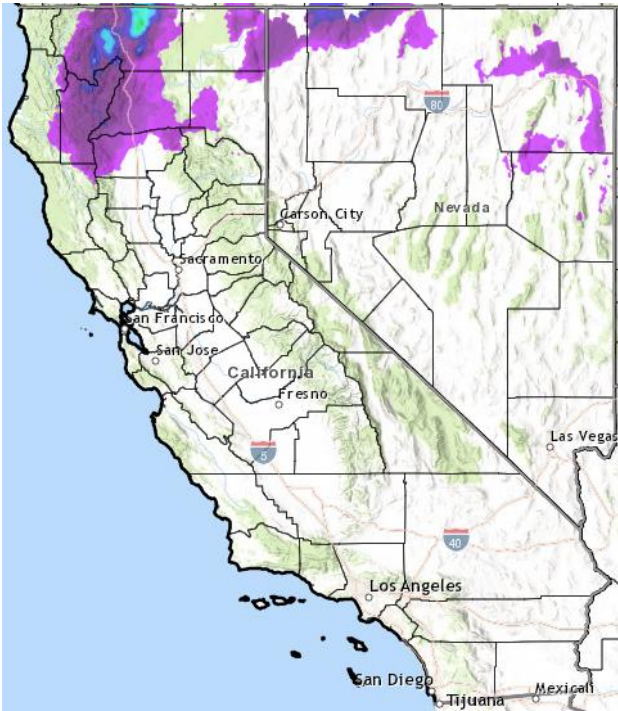 80
Nevada
Carson City
Sacramento
San Francisco
San Jose
California
Fresno
Las Vegas
5
40
Los Angeles
San Diego
Tijuana
Mexicali